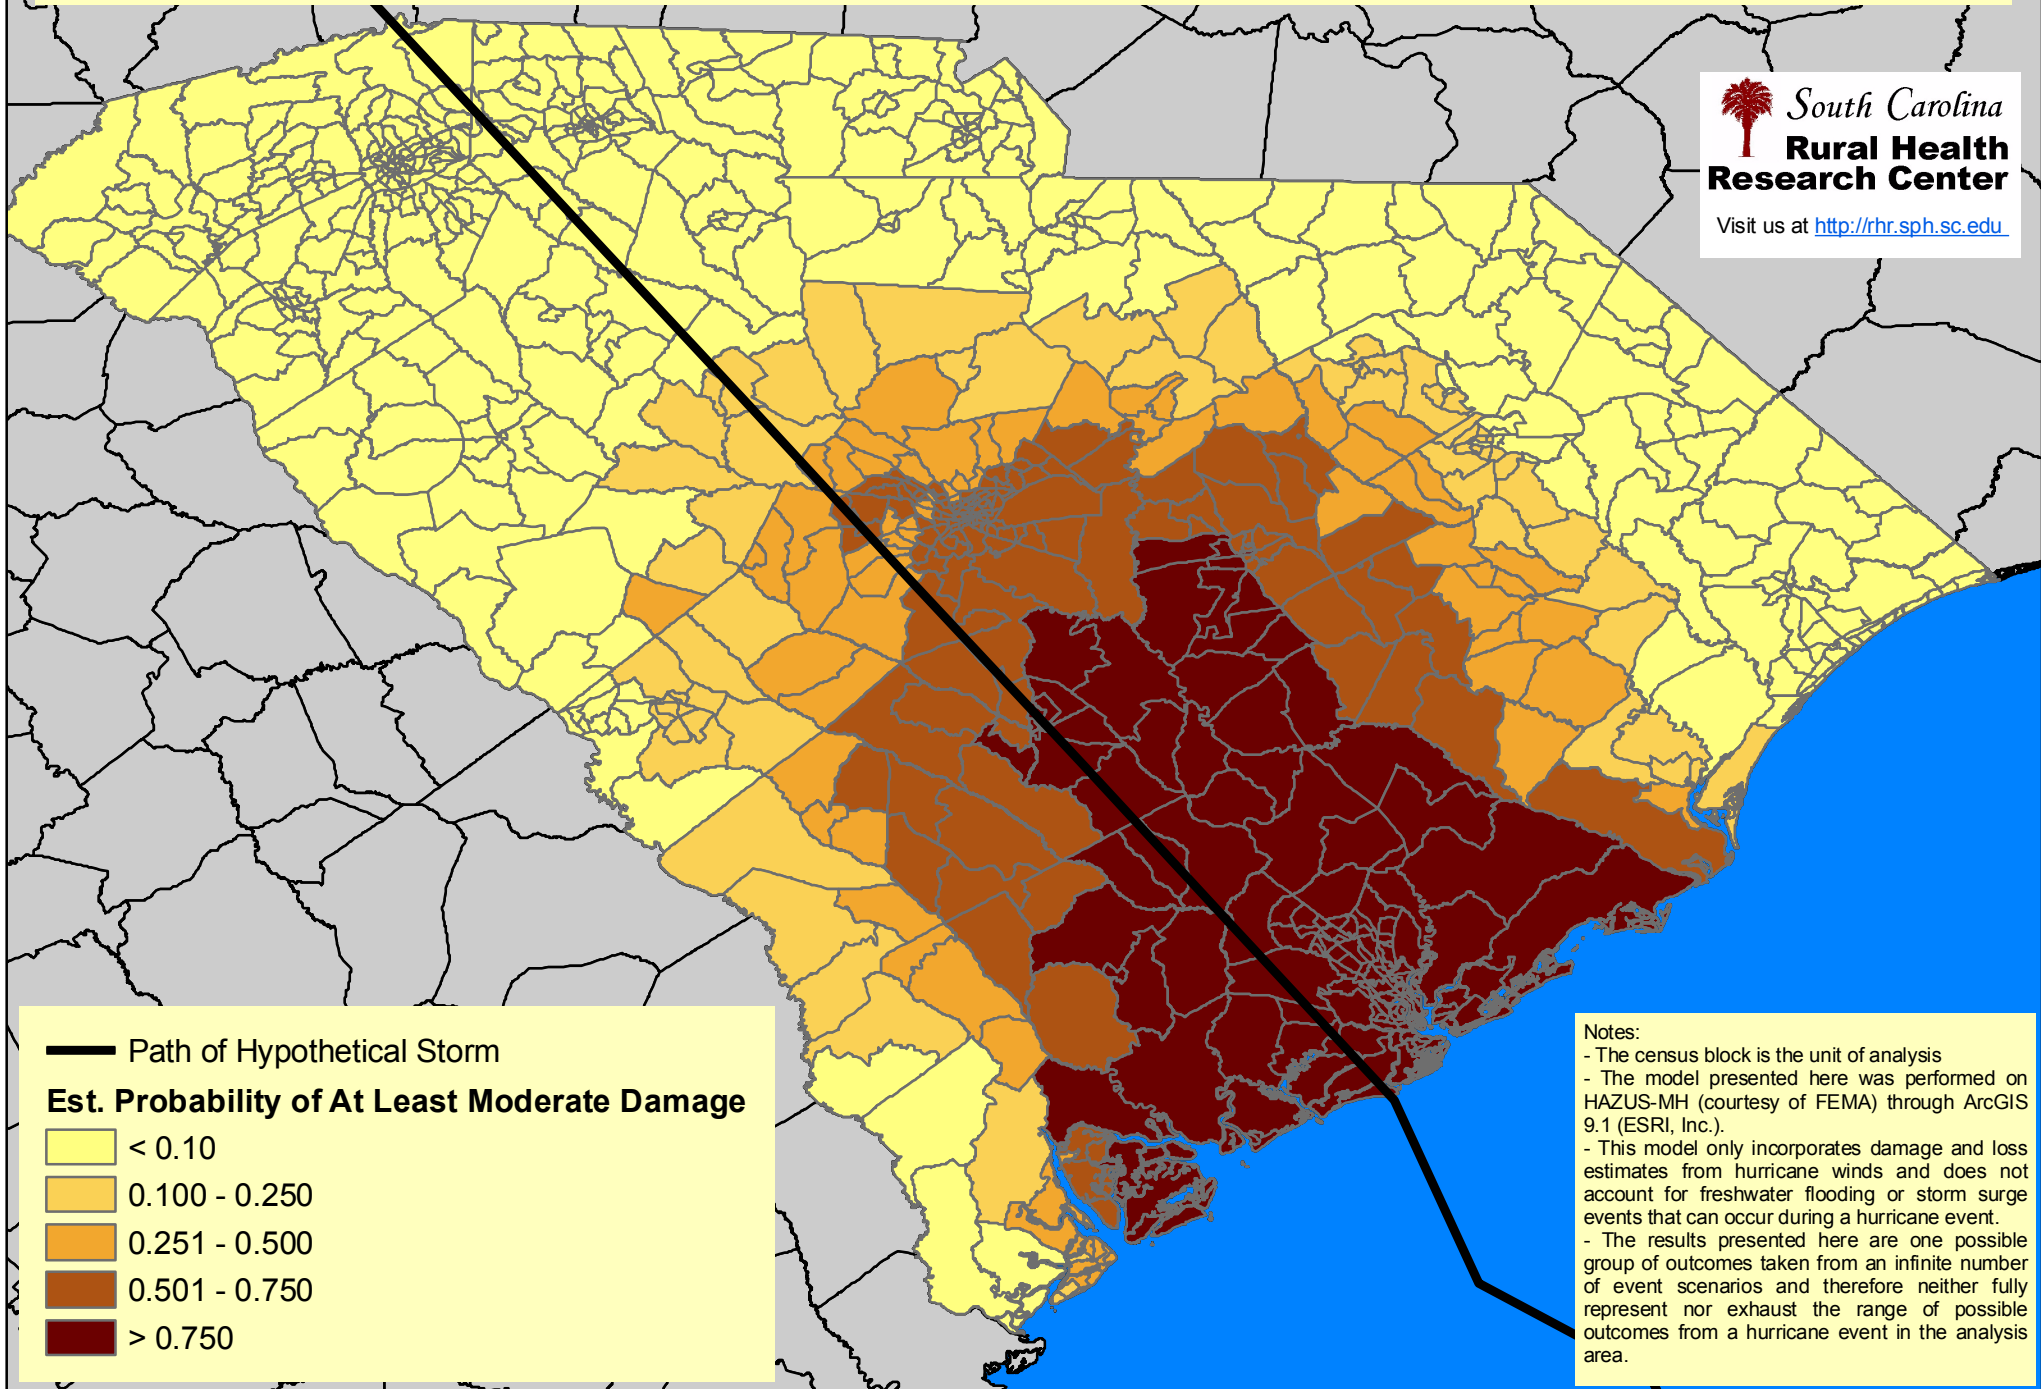 South Carolina
Rural Health
Research Center
Visit us at http://rhr.sph.sc.edu
Path of Hypothetical Storm
Est. Probability of At Least Moderate Damage
< 0.10
0.100 - 0.250
0.251 - 0.500
0.501 - 0.750
> 0.750
Notes:
- The census block is the unit of analysis
- The model presented here was performed on
HAZUS-MH (courtesy of FEMA) through ArcGIS
9.1 (ESRI, Inc.).
- This model only incorporates damage and loss
estimates from hurricane winds and does not
account for freshwater flooding or storm surge
events that can occur during a hurricane event.
- The results presented here are one possible
group of outcomes taken from an infinite number
of event scenarios and therefore neither fully
represent nor exhaust the range of possible
outcomes from a hurricane event in the analysis
area.